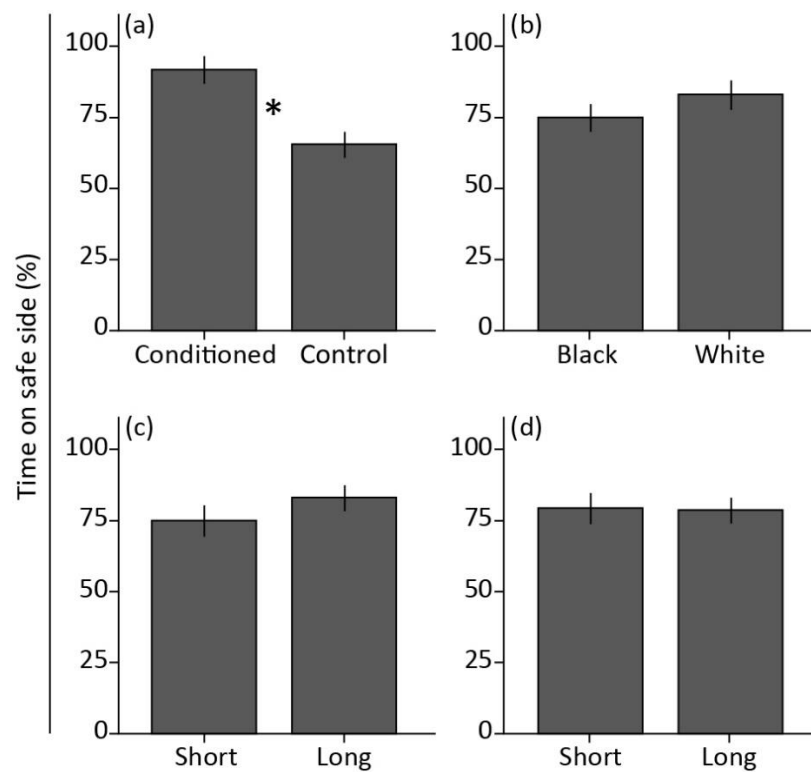 Time on safe side (%)
(a)
100
75
50
25
0
*
Conditioned Control
(b)
100
75
50
25
0
Black White
(c)
100
75
50
25
0
Short Long
(d)
100
75
50
25
0
Short Long